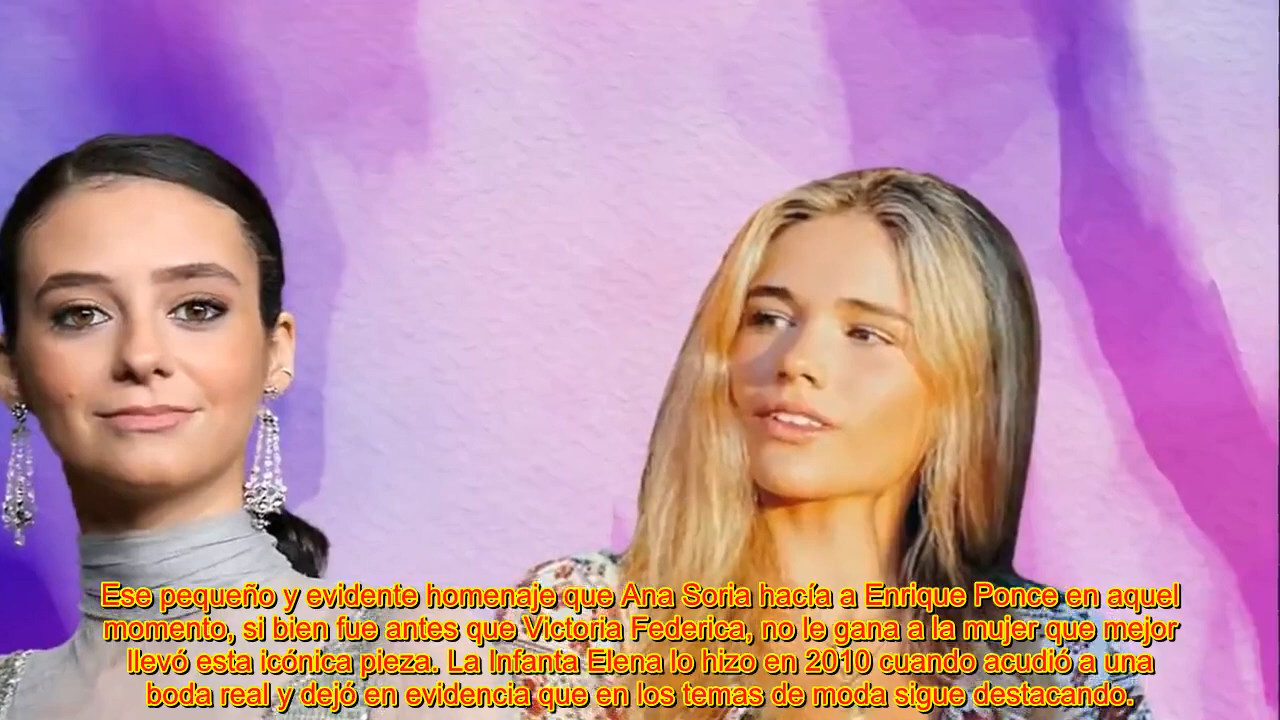 Ese pequeño y evidente homenaje que Ana Soria hacía a Enrique Ponce en aquel
momento, si bien fue antes que Victoria Federica, no le gana a la mujer que mejor
llevó esta icónica pieza. La Infanta Elena lo hizo en 2010 cuando acudió a una
boda real y dejó en evidencia que en los temas de moda sigue destacando.